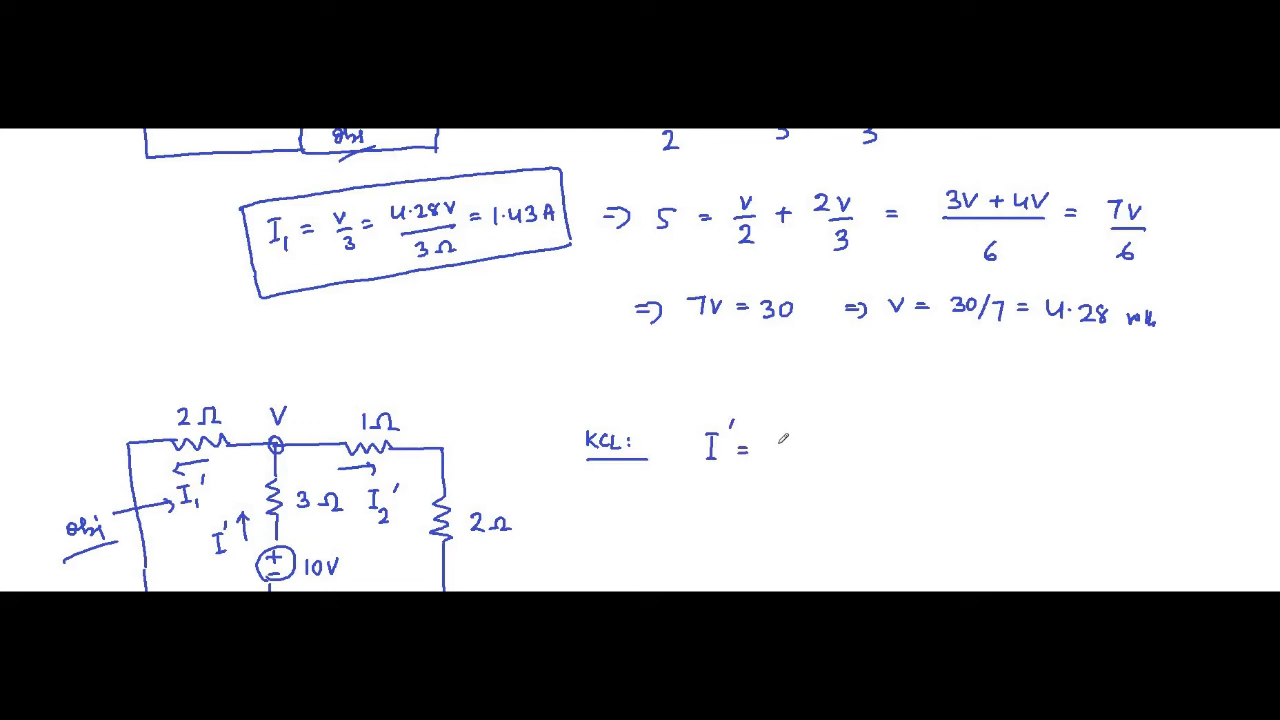 2 3 3
I₁ = V/3 = 4.28V/3Ω = 1.43A
⇒ 5 = V/2 + 2V/3 = 3V + 4V/6 = 7V/6
⇒ 7V = 30 ⇒ V = 30/7 = 4.28
2Ω V 1Ω
KCL: I' =
I₁' 3Ω I₂'
2Ω
I'
10V
+
-